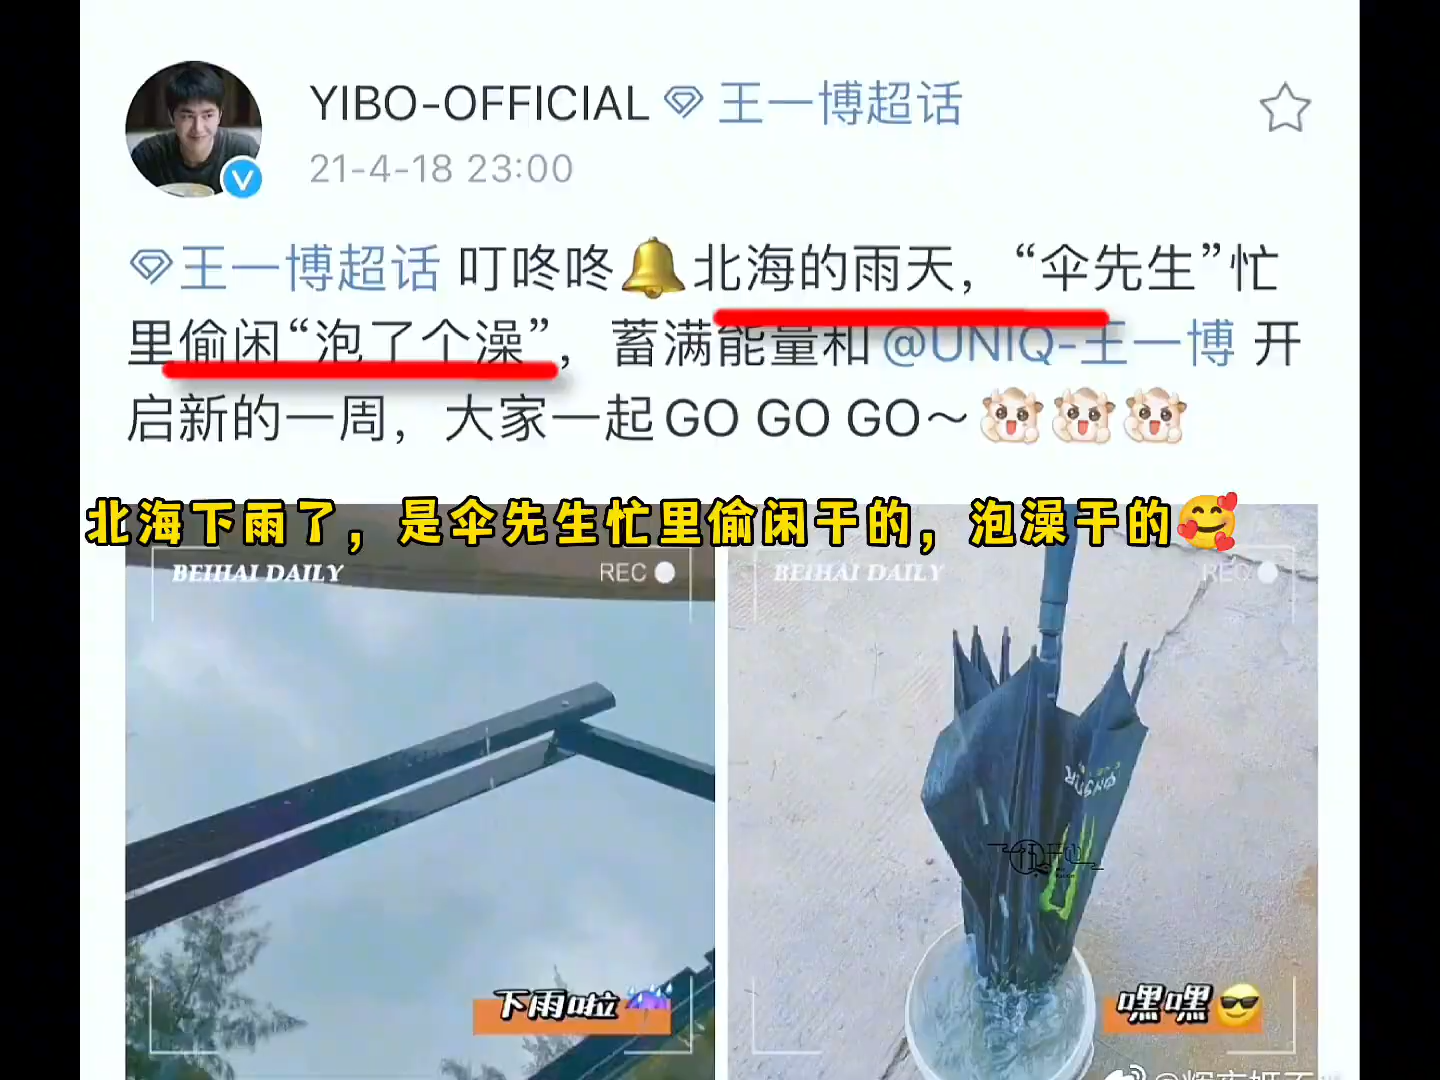 YIBO-OFFICIAL 王一博超话
21-4-18 23:00
王一博超话 叮咚咚 北海的雨天，“伞先生”忙
里偷闲“泡了个澡”，蓄满能量和 @UNIQ-王一博 开
启新的一周，大家一起GO GO GO～
北海下雨了，是伞先生忙里偷闲干的，泡澡干的
BEIHAI DAILY REC
BEIHAI DAILY REC
下雨啦
嘿嘿